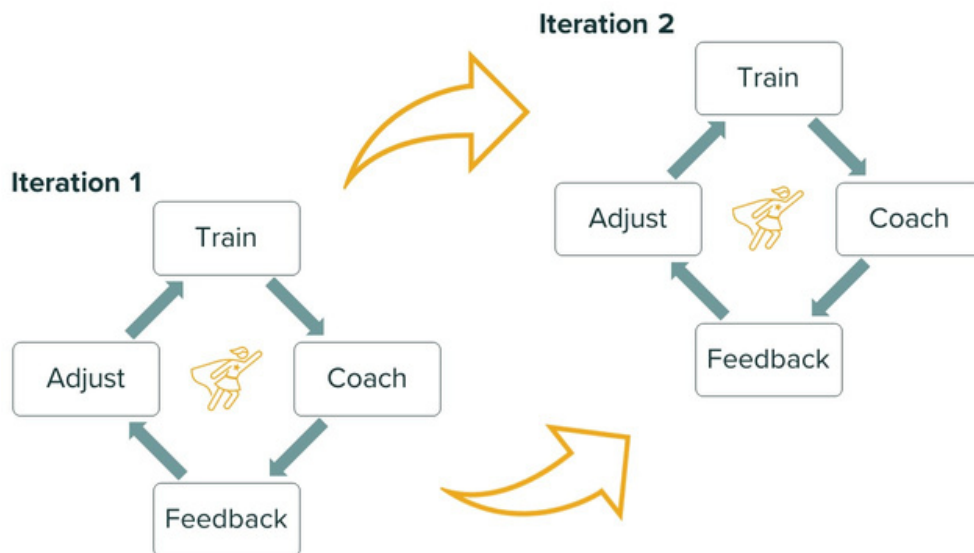 Iteration 1
Train
Coach
Feedback
Adjust
Iteration 2
Train
Coach
Feedback
Adjust